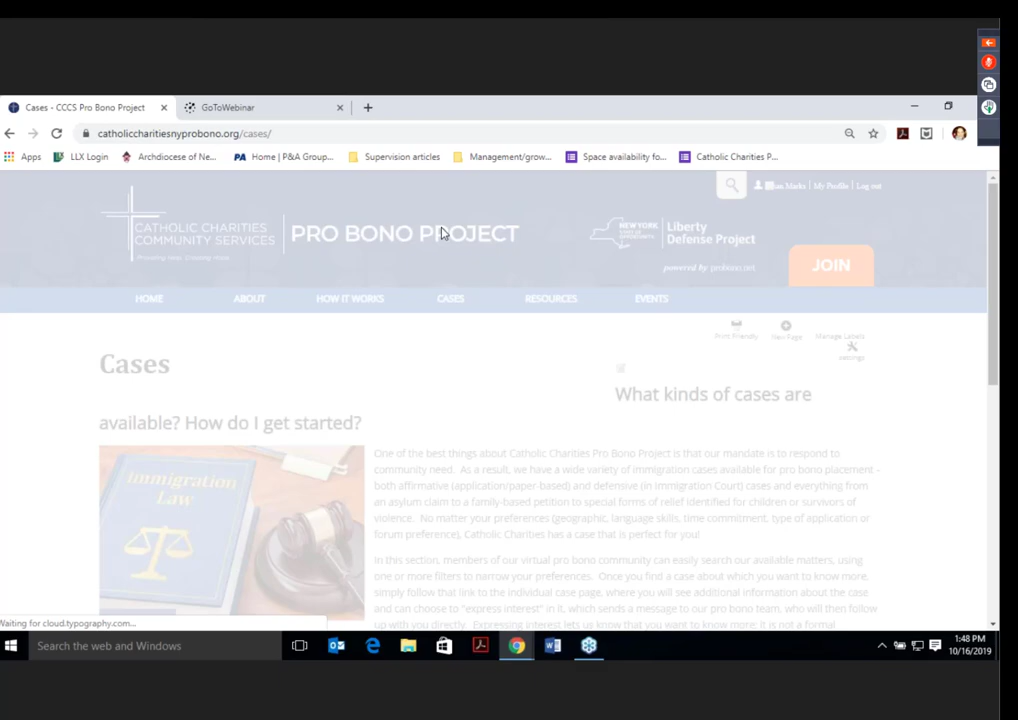 Cases - CCCS Pro Bono Project
GoToWebinar
catholiccharitiesnyprobono.org/cases/
Apps LLX Login Archdiocese of Ne... PA Home | P&A Group... Supervision articles Management/grow... Space availability fo... Catholic Charities P...
Marks | My Profile | Log out
CATHOLIC CHARITIES
COMMUNITY SERVICES
Providing Help. Creating Hope.
PRO BONO PROJECT
NEW YORK
STATE OF
OPPORTUNITY.
Liberty
Defense Project
powered by probono.net
JOIN
HOME ABOUT HOW IT WORKS CASES RESOURCES EVENTS
Print Friendly New Page Manage Labels
settings
Cases
What kinds of cases are
available? How do I get started?
Immigration
Law
One of the best things about Catholic Charities Pro Bono Project is that our mandate is to respond to
community need. As a result, we have a wide variety of immigration cases available for pro bono placement -
both affirmative (application/paper-based) and defensive (in Immigration Court) cases and everything from
an asylum claim to a family-based petition to special forms of relief identified for children or survivors of
violence. No matter your preferences (geographic, language skills, time commitment, type of application or
forum preference), Catholic Charities has a case that is perfect for you!
In this section, members of our virtual pro bono community can easily search our available matters, using
one or more filters to narrow your preferences. Once you find a case about which you want to know more,
simply follow that link to the individual case page, where you will see additional information about the case
and can choose to "express interest" in it, which sends a message to our pro bono team, who will then follow
up with you directly. Expressing interest lets us know that you want to know more; it is not a formal
Waiting for cloud.typography.com...
Search the web and Windows
1:48 PM
10/16/2019